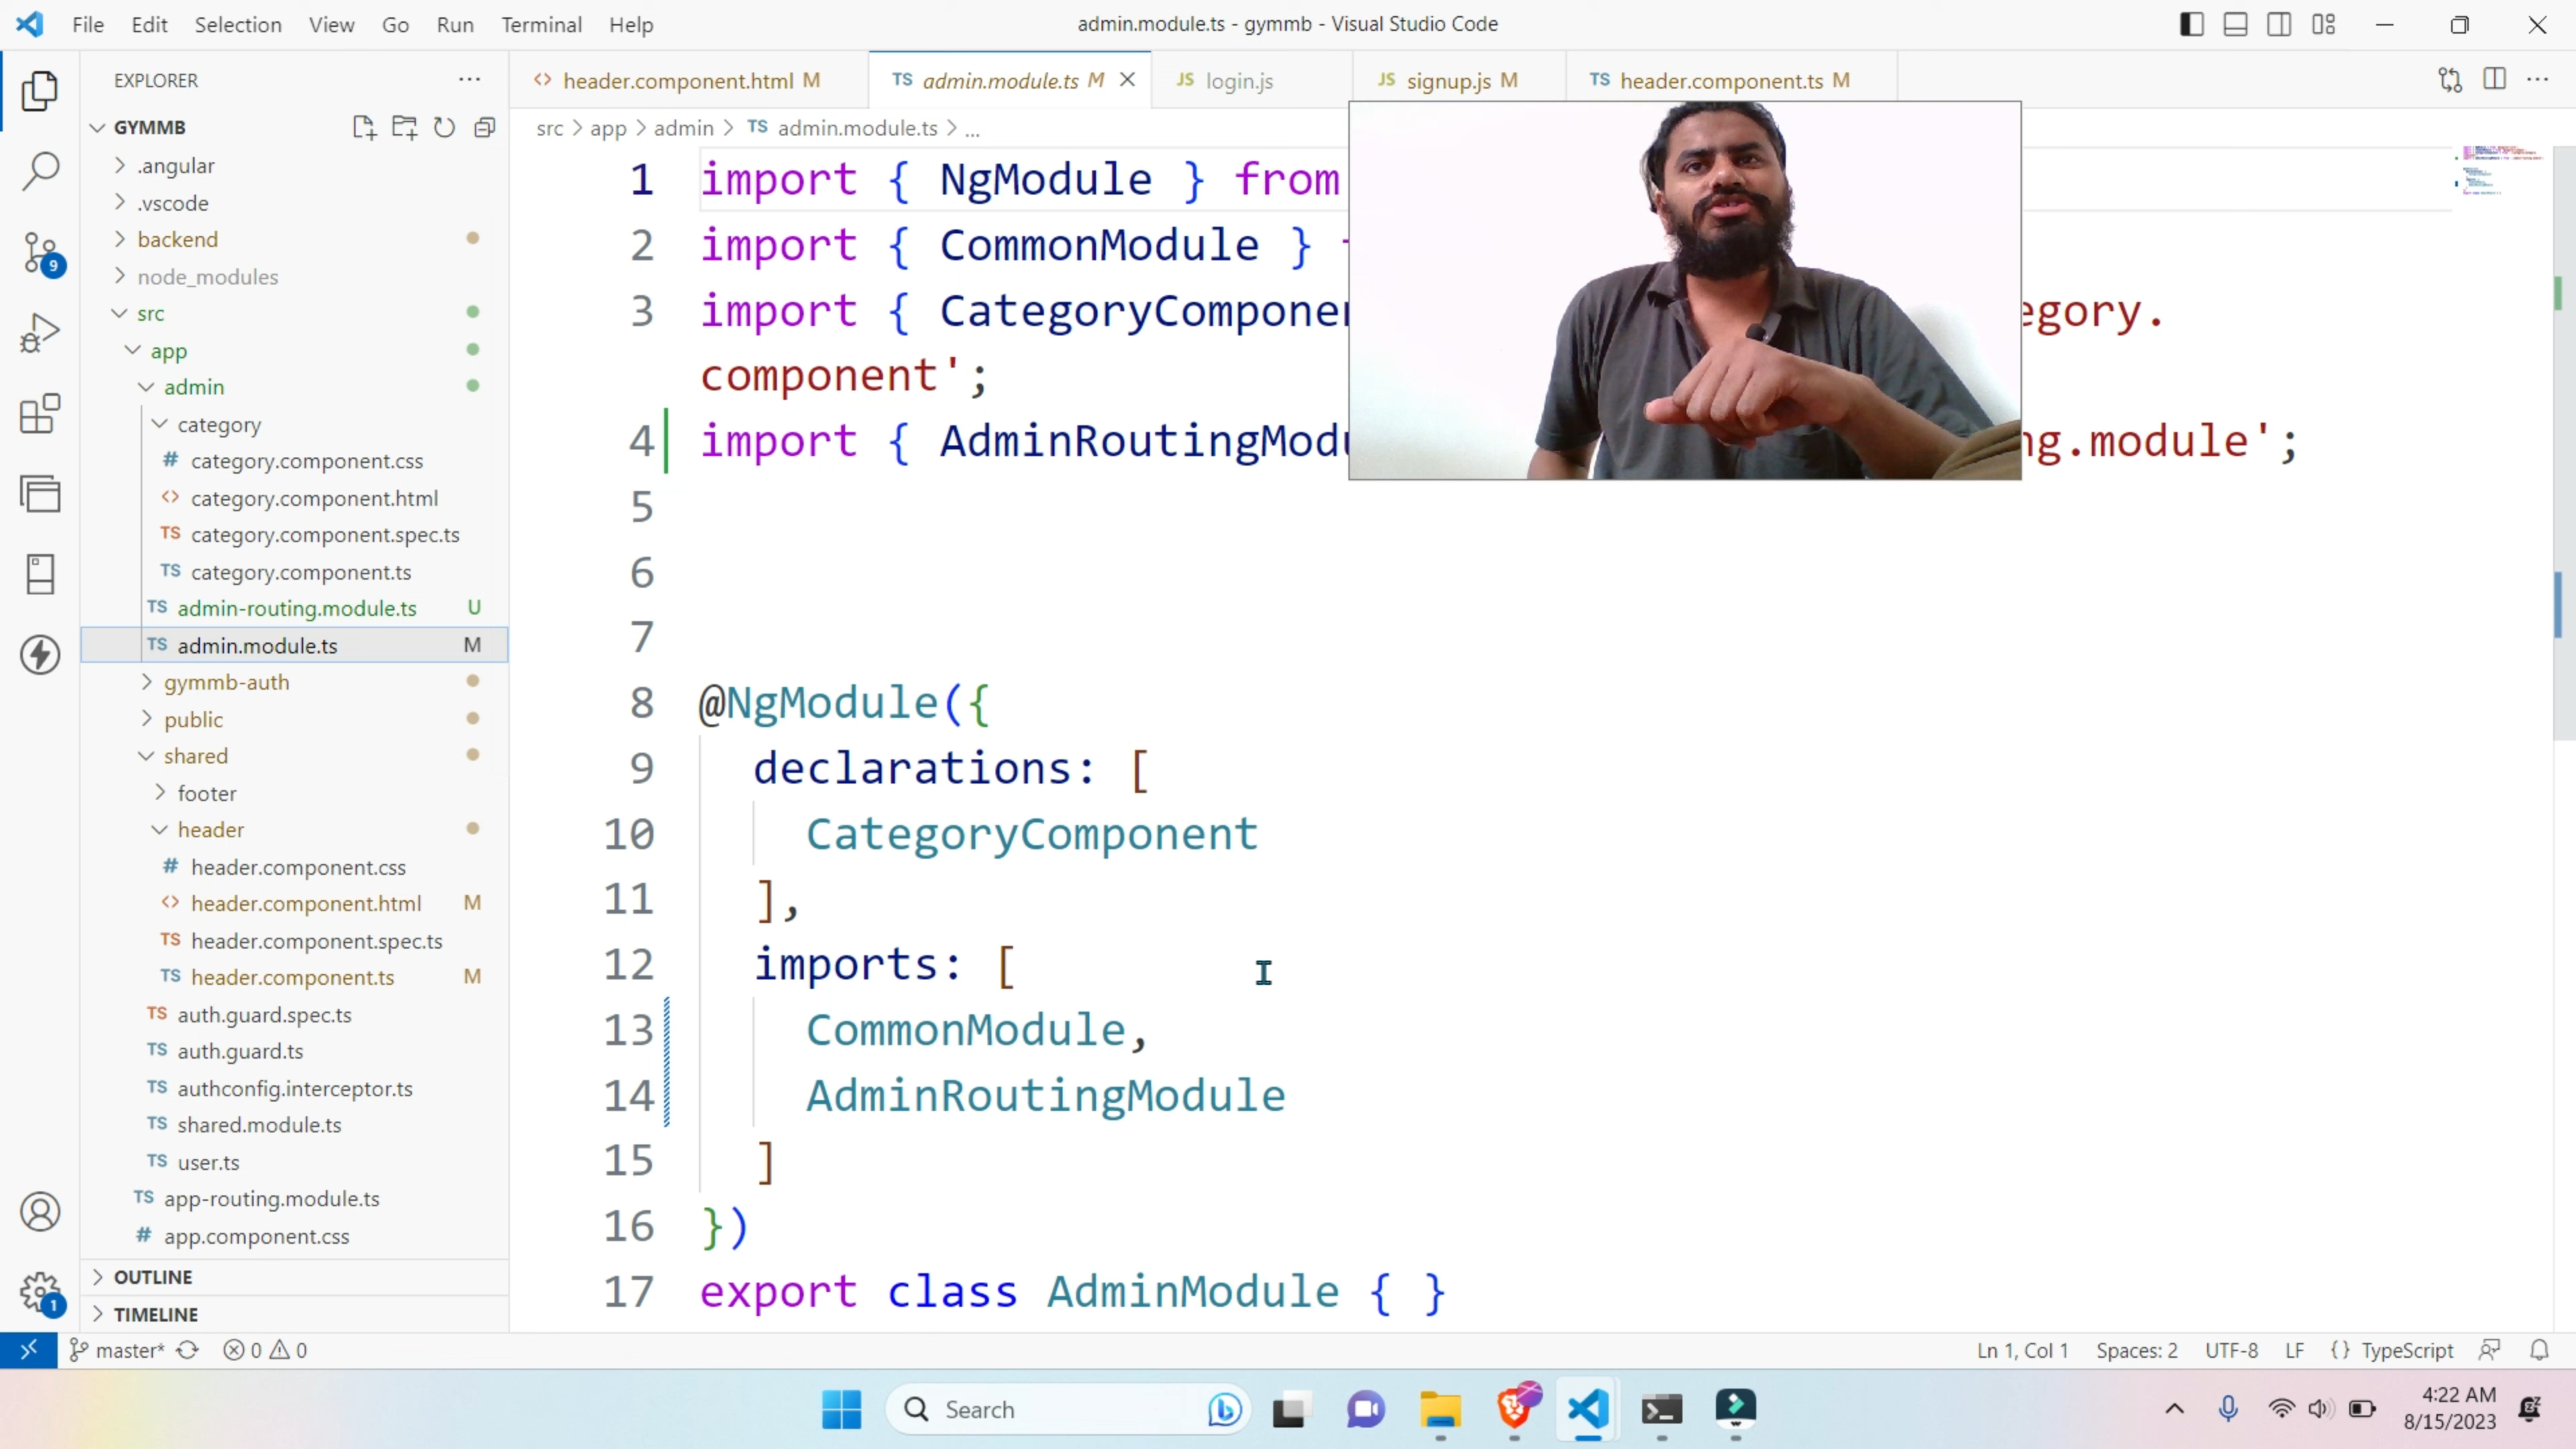 File Edit Selection View Go Run Terminal Help
admin.module.ts - gymmb - Visual Studio Code
EXPLORER
GYMMB
.angular
.vscode
backend
node_modules
src
app
admin
category
category.component.css
category.component.html
category.component.spec.ts
category.component.ts
admin-routing.module.ts U
admin.module.ts M
gymmb-auth
public
shared
footer
header
header.component.css
header.component.html M
header.component.spec.ts
header.component.ts M
auth.guard.spec.ts
auth.guard.ts
authconfig.interceptor.ts
shared.module.ts
user.ts
app-routing.module.ts
app.component.css
OUTLINE
TIMELINE
9
1
header.component.html M
admin.module.ts M
login.js
signup.js M
header.component.ts M
src > app > admin > TS admin.module.ts > ...
1 import { NgModule } from
2 import { CommonModule }
3 import { CategoryComponen egory.
component';
4 import { AdminRoutingModu ng.module';
5
6
7
8 @NgModule({
9 declarations: [
10 CategoryComponent
11 ],
12 imports: [
13 CommonModule,
14 AdminRoutingModule
15 ]
16 })
17 export class AdminModule { }
master* 0 0
Ln 1, Col 1 Spaces: 2 UTF-8 LF {} TypeScript
Search
4:22 AM
8/15/2023